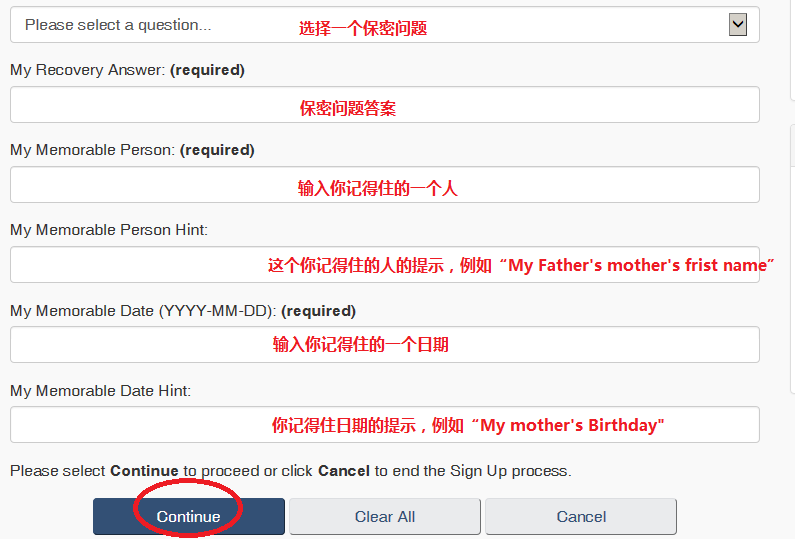 Please select a question... 选择一个保密问题
My Recovery Answer: (required)
保密问题答案
My Memorable Person: (required)
输入你记得住的一个人
My Memorable Person Hint:
这个你记得住的人的提示，例如“My Father's mother's frist name”
My Memorable Date (YYYY-MM-DD): (required)
输入你记得住的一个日期
My Memorable Date Hint:
你记得住日期的提示，例如“My mother's Birthday"
Please select Continue to proceed or click Cancel to end the Sign Up process.
Continue Clear All Cancel